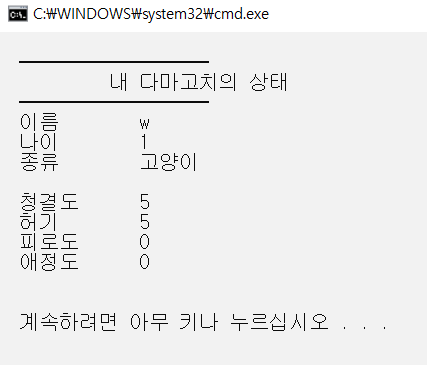 C:₩WINDOWS₩system32₩cmd.exe
내 다마고치의 상태
이름 w
나이 1
종류 고양이
청결도 5
허기 5
피로도 0
애정도 0
계속하려면 아무 키나 누르십시오 . . .